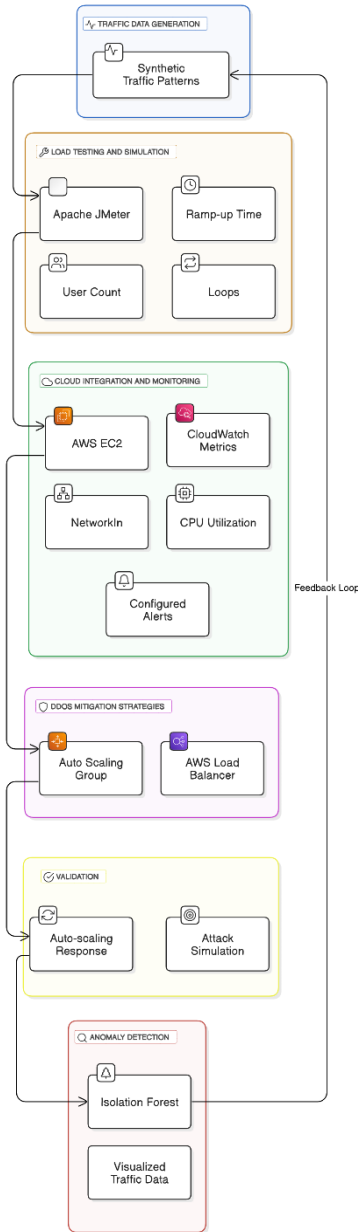 TRAFFIC DATA GENERATION
Synthetic
Traffic Patterns
LOAD TESTING AND SIMULATION
Apache JMeter
Ramp-up Time
User Count
Loops
CLOUD INTEGRATION AND MONITORING
AWS EC2
CloudWatch
Metrics
NetworkIn
CPU Utilization
Configured
Alerts
Feedback Loop
DDOS MITIGATION STRATEGIES
Auto Scaling
Group
AWS Load
Balancer
VALIDATION
Auto-scaling
Response
Attack
Simulation
ANOMALY DETECTION
Isolation Forest
Visualized
Traffic Data